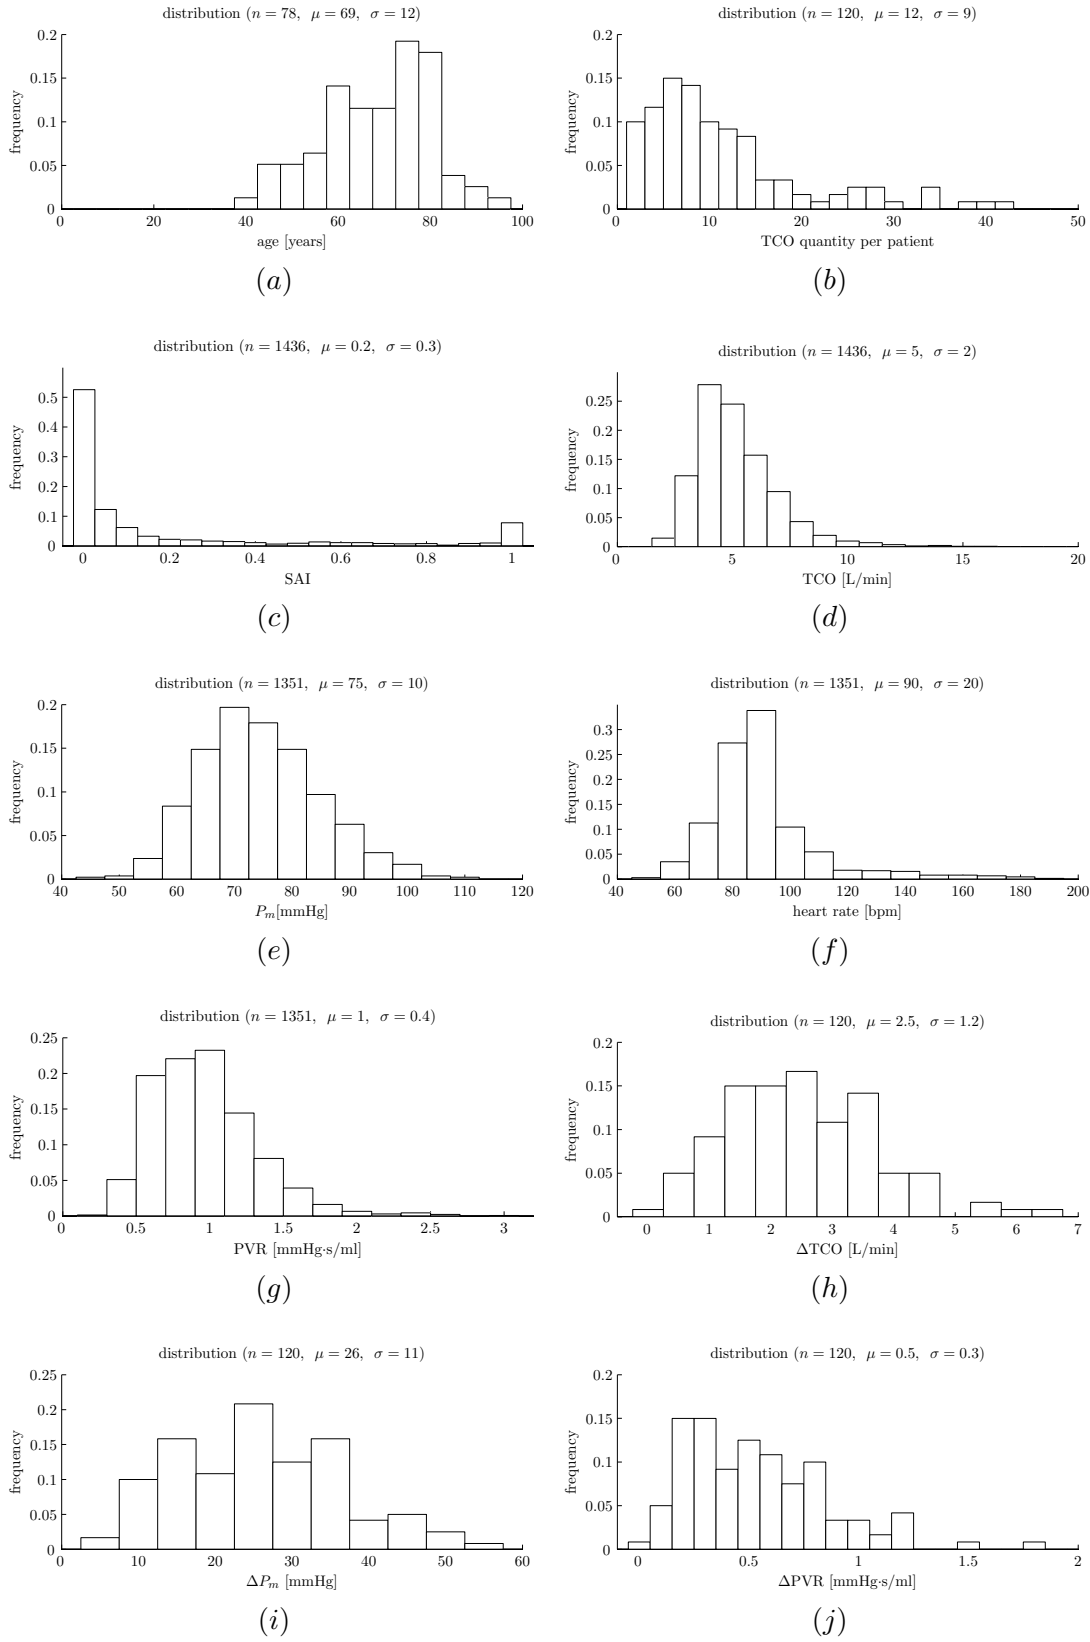 distribution (n = 78, μ = 69, σ = 12)
0.2
0.15
0.1
0.05
0
frequency
0 20 40 60 80 100
age [years]
(a)
distribution (n = 120, μ = 12, σ = 9)
0.2
0.15
0.1
0.05
0
frequency
0 10 20 30 40 50
TCO quantity per patient
(b)
distribution (n = 1436, μ = 0.2, σ = 0.3)
0.5
0.4
0.3
0.2
0.1
0
frequency
0 0.2 0.4 0.6 0.8 1
SAI
(c)
distribution (n = 1436, μ = 5, σ = 2)
0.25
0.2
0.15
0.1
0.05
0
frequency
0 5 10 15 20
TCO [L/min]
(d)
distribution (n = 1351, μ = 75, σ = 10)
0.2
0.15
0.1
0.05
0
frequency
40 50 60 70 80 90 100 110 120
Pm[mmHg]
(e)
distribution (n = 1351, μ = 90, σ = 20)
0.3
0.25
0.2
0.15
0.1
0.05
0
frequency
40 60 80 100 120 140 160 180 200
heart rate [bpm]
(f)
distribution (n = 1351, μ = 1, σ = 0.4)
0.25
0.2
0.15
0.1
0.05
0
frequency
0 0.5 1 1.5 2 2.5 3
PVR [mmHg·s/ml]
(g)
distribution (n = 120, μ = 2.5, σ = 1.2)
0.2
0.15
0.1
0.05
0
frequency
0 1 2 3 4 5 6 7
ΔTCO [L/min]
(h)
distribution (n = 120, μ = 26, σ = 11)
0.25
0.2
0.15
0.1
0.05
0
frequency
0 10 20 30 40 50 60
ΔPm [mmHg]
(i)
distribution (n = 120, μ = 0.5, σ = 0.3)
0.2
0.15
0.1
0.05
0
frequency
0 0.5 1 1.5 2
ΔPVR [mmHg·s/ml]
(j)